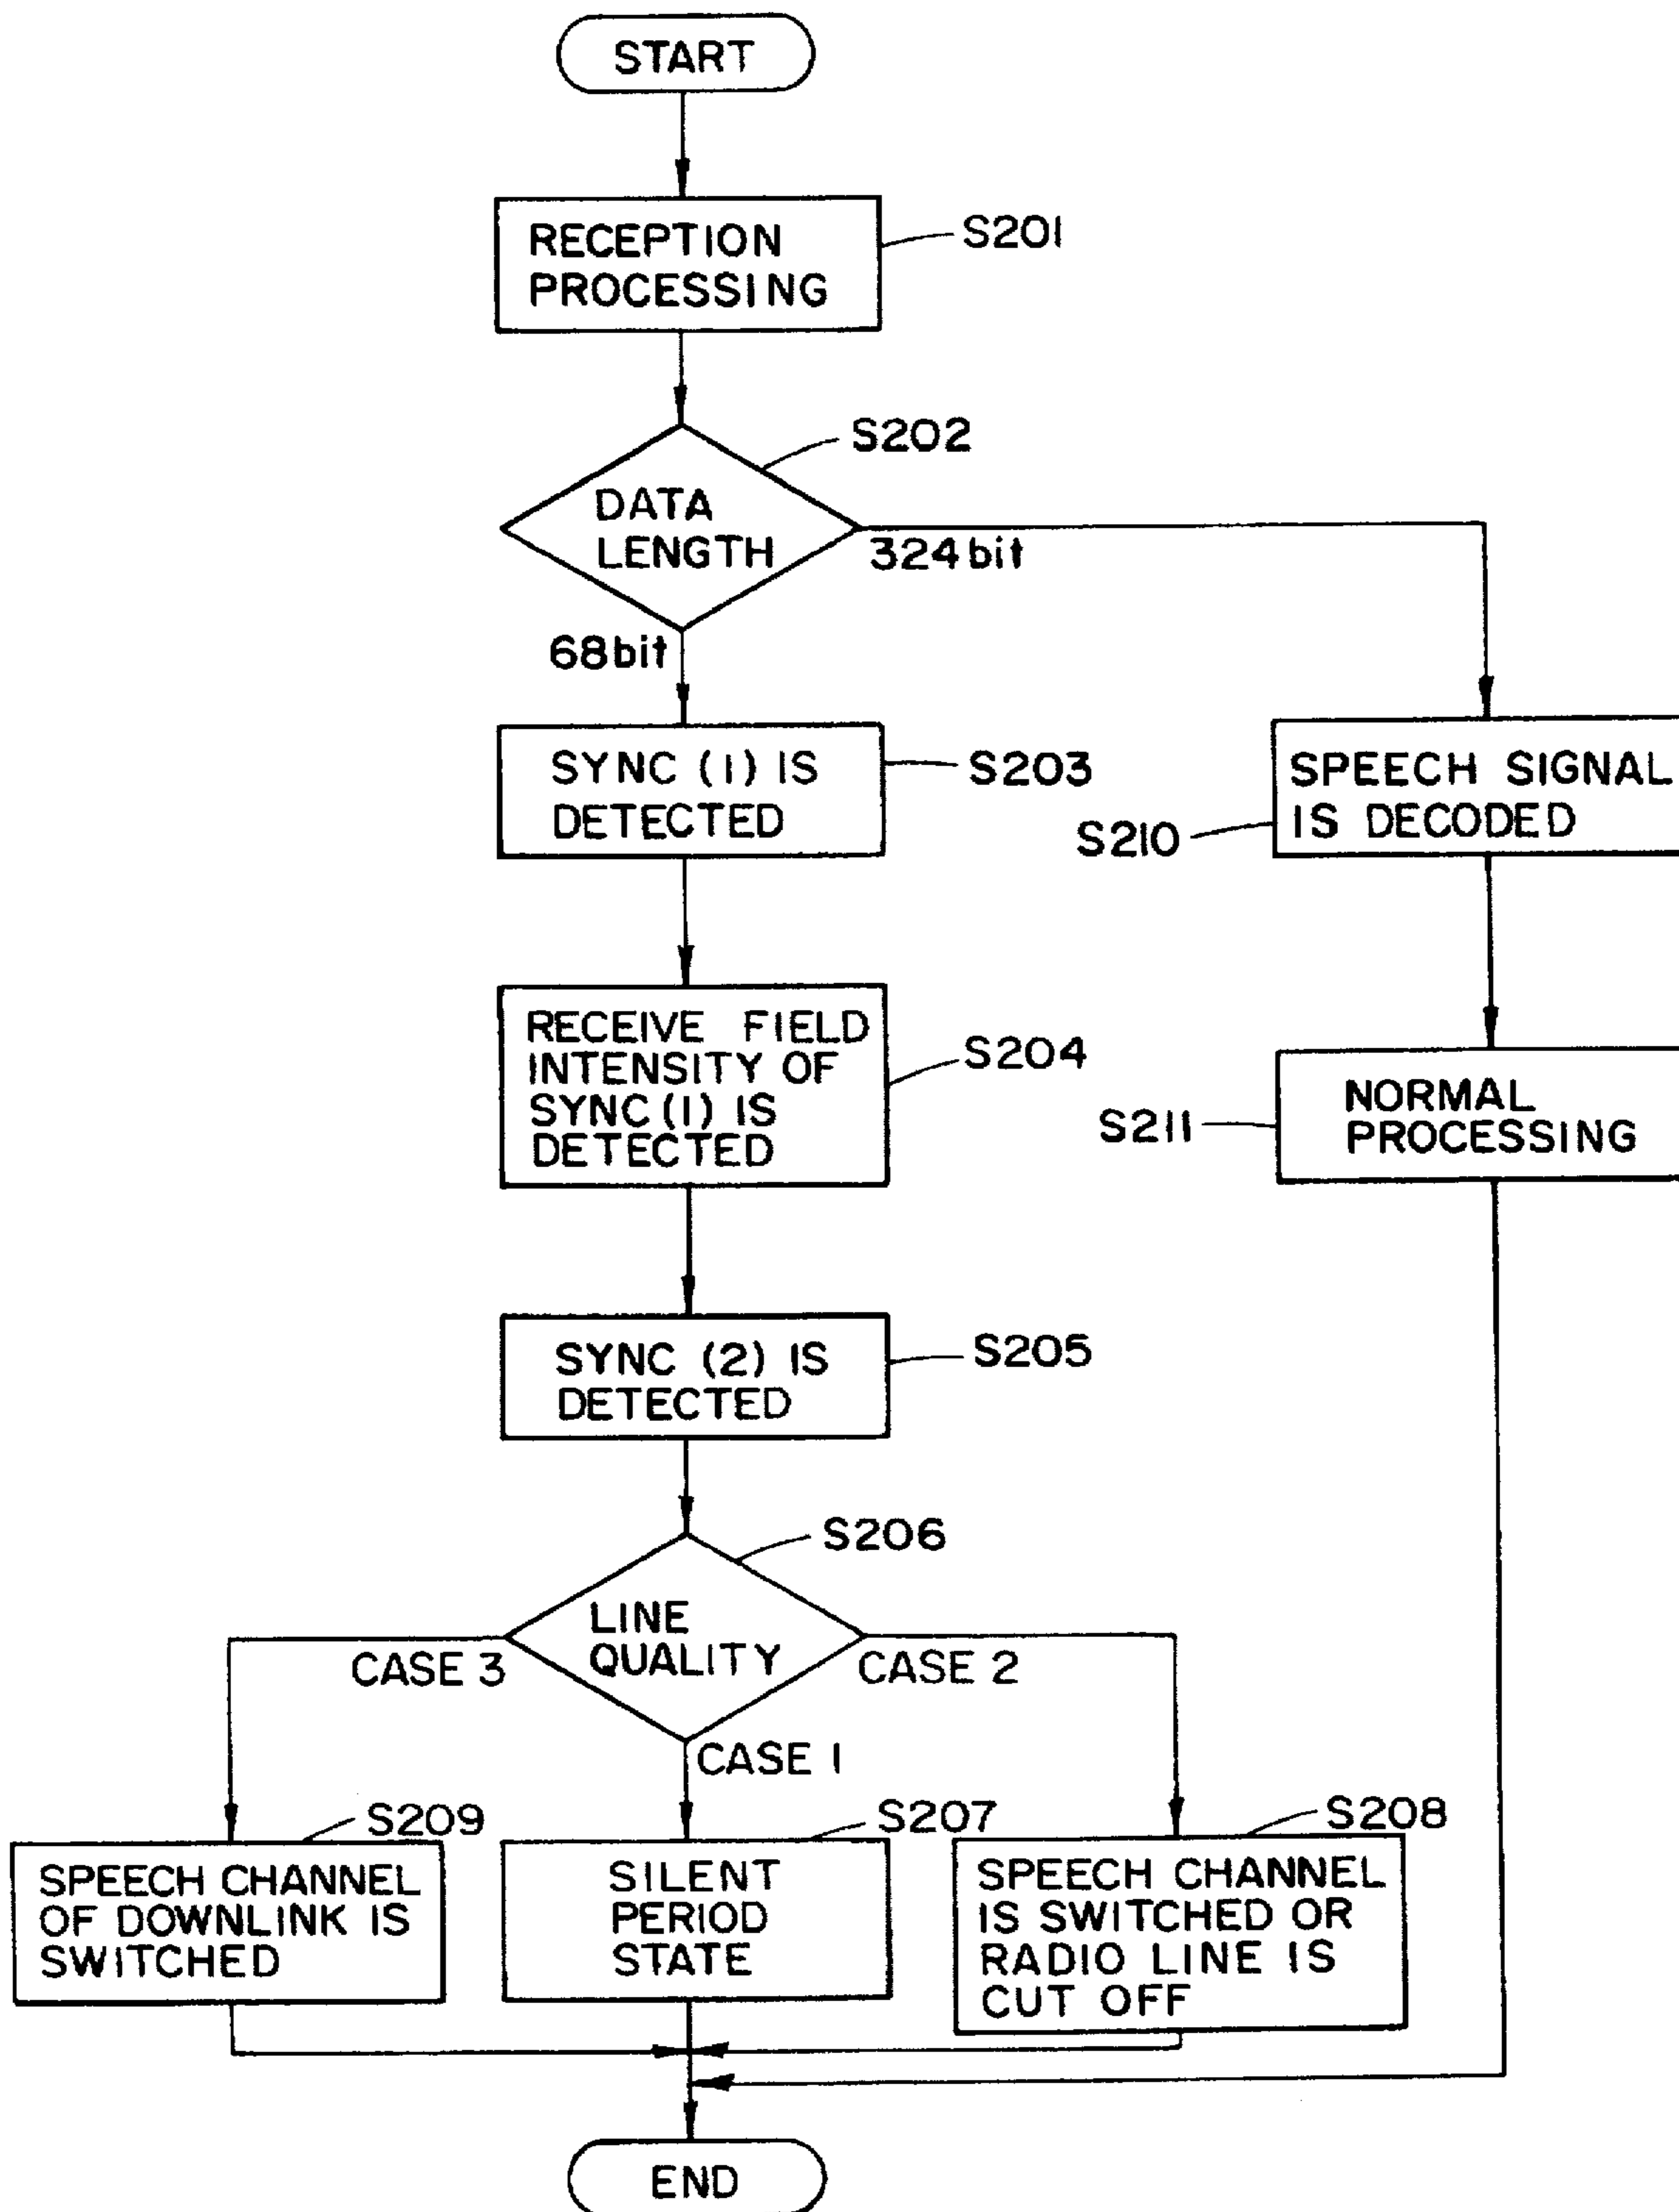 START
RECEPTION
PROCESSING
S201
S202
DATA
LENGTH
324bit
68bit
SYNC (1) IS
DETECTED
S203
SPEECH SIGNAL
IS DECODED
S210
RECEIVE FIELD
INTENSITY OF
SYNC(1) IS
DETECTED
S204
NORMAL
PROCESSING
S211
SYNC (2) IS
DETECTED
S205
S206
LINE
QUALITY
CASE 3
CASE 2
CASE 1
S209
S207
S208
SPEECH CHANNEL
OF DOWNLINK IS
SWITCHED
SILENT
PERIOD
STATE
SPEECH CHANNEL
IS SWITCHED OR
RADIO LINE IS
CUT OFF
END